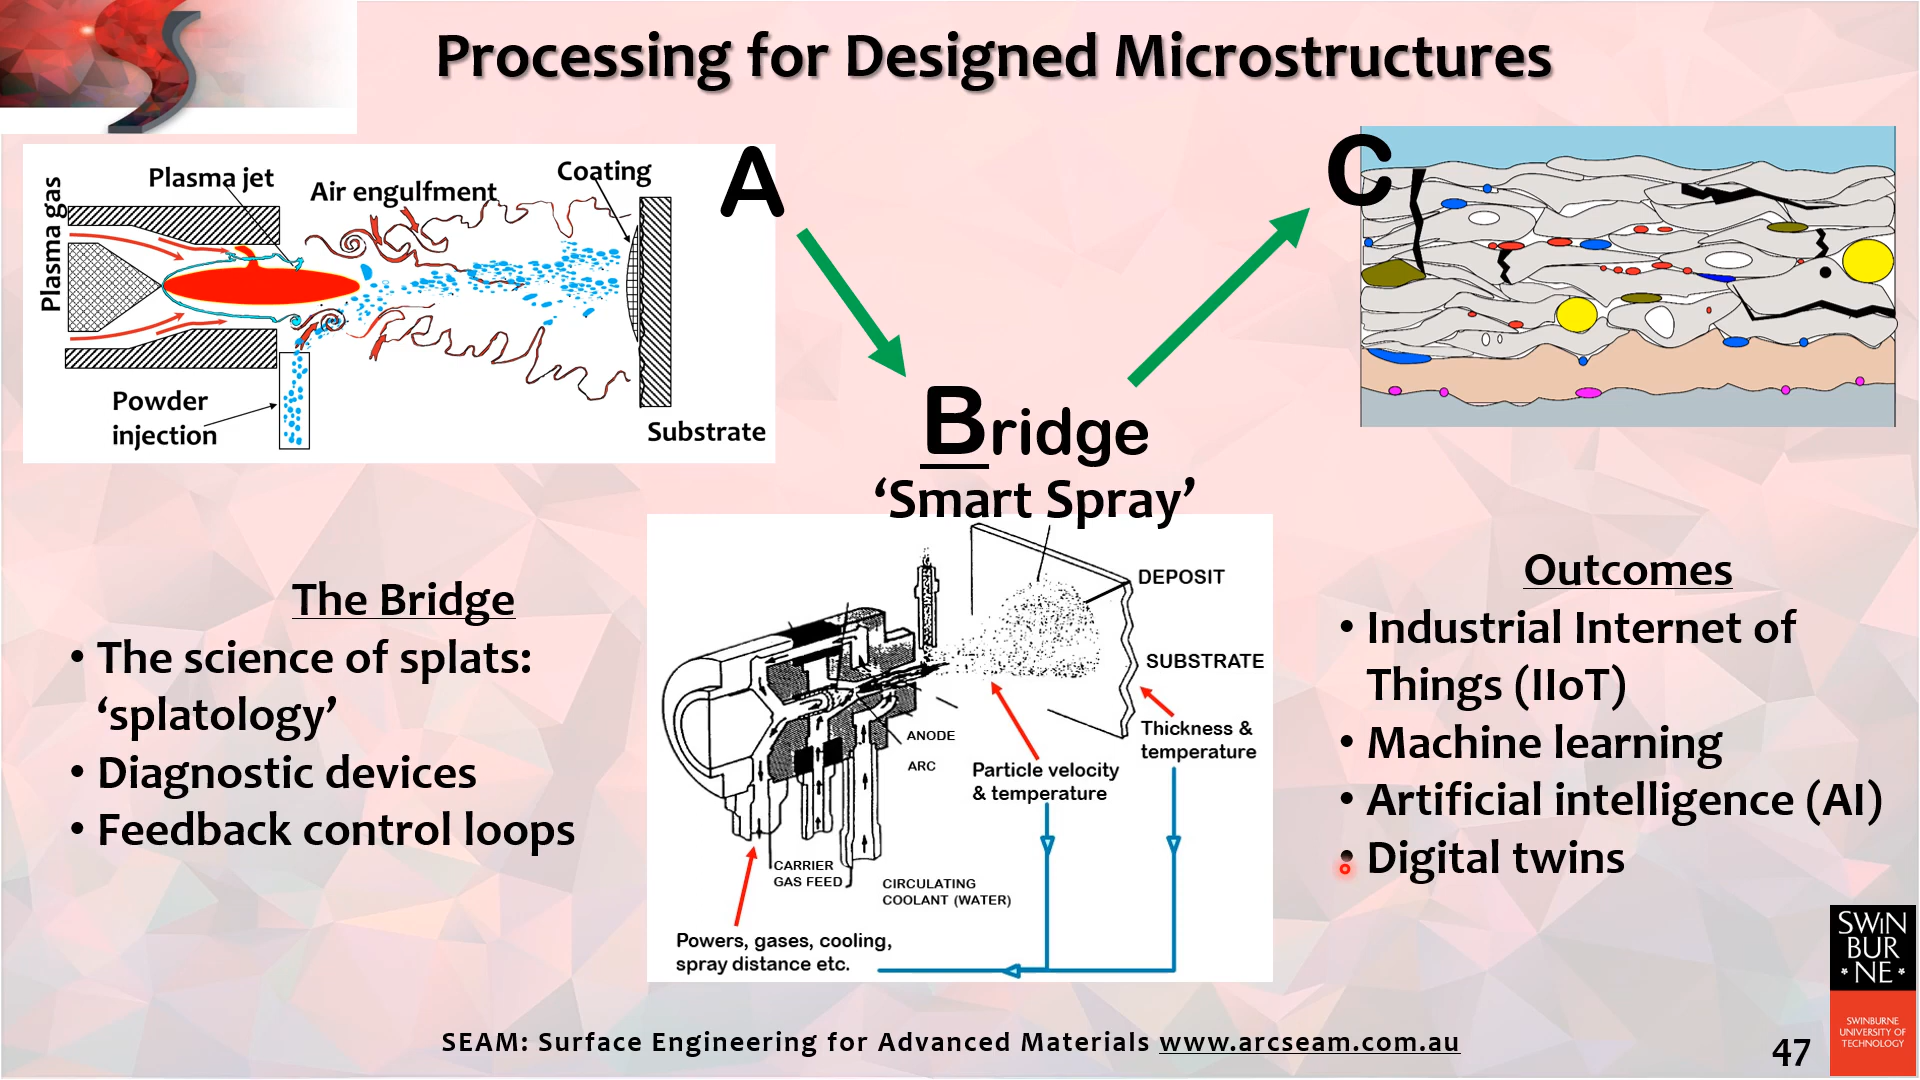 Processing for Designed Microstructures
Plasma gas
Plasma jet
Air engulfment
Coating
A
Powder
injection
Substrate
C
Bridge
‘Smart Spray’
DEPOSIT
SUBSTRATE
Thickness &
temperature
ANODE
ARC
Particle velocity
& temperature
CARRIER
GAS FEED
CIRCULATING
COOLANT (WATER)
Powers, gases, cooling,
spray distance etc.
The Bridge
• The science of splats:
‘splatology’
• Diagnostic devices
• Feedback control loops
Outcomes
• Industrial Internet of
Things (IIoT)
• Machine learning
• Artificial intelligence (AI)
• Digital twins
SWIN
BUR
* NE *
SWINBURNE
UNIVERSITY OF
TECHNOLOGY
SEAM: Surface Engineering for Advanced Materials www.arcseam.com.au
47